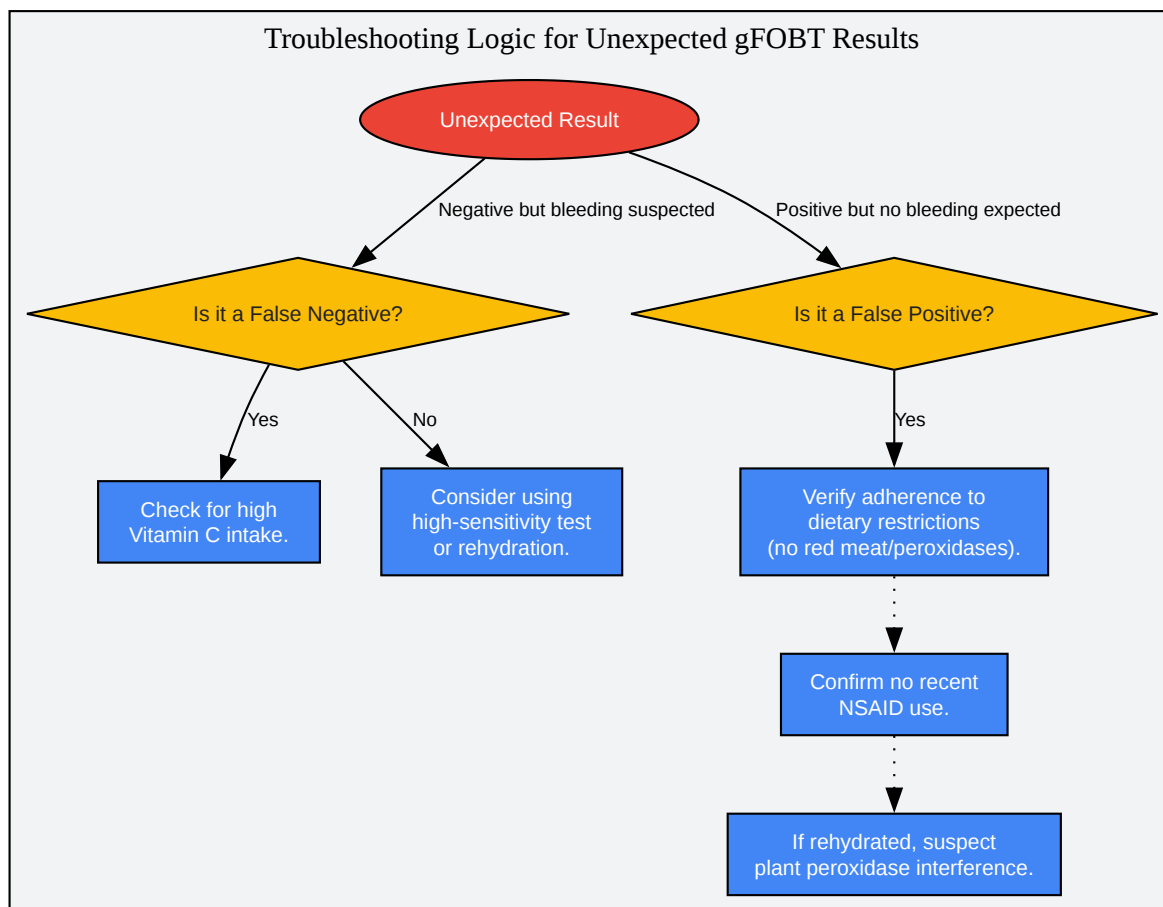 Troubleshooting Logic for Unexpected gFOBT Results
Unexpected Result
Negative but bleeding suspected
Positive but no bleeding expected
Is it a False Negative?
Is it a False Positive?
Yes
No
Yes
Check for high
Vitamin C intake.
Consider using
high-sensitivity test
or rehydration.
Verify adherence to
dietary restrictions
(no red meat/peroxidases).
Confirm no recent
NSAID use.
If rehydrated, suspect
plant peroxidase interference.